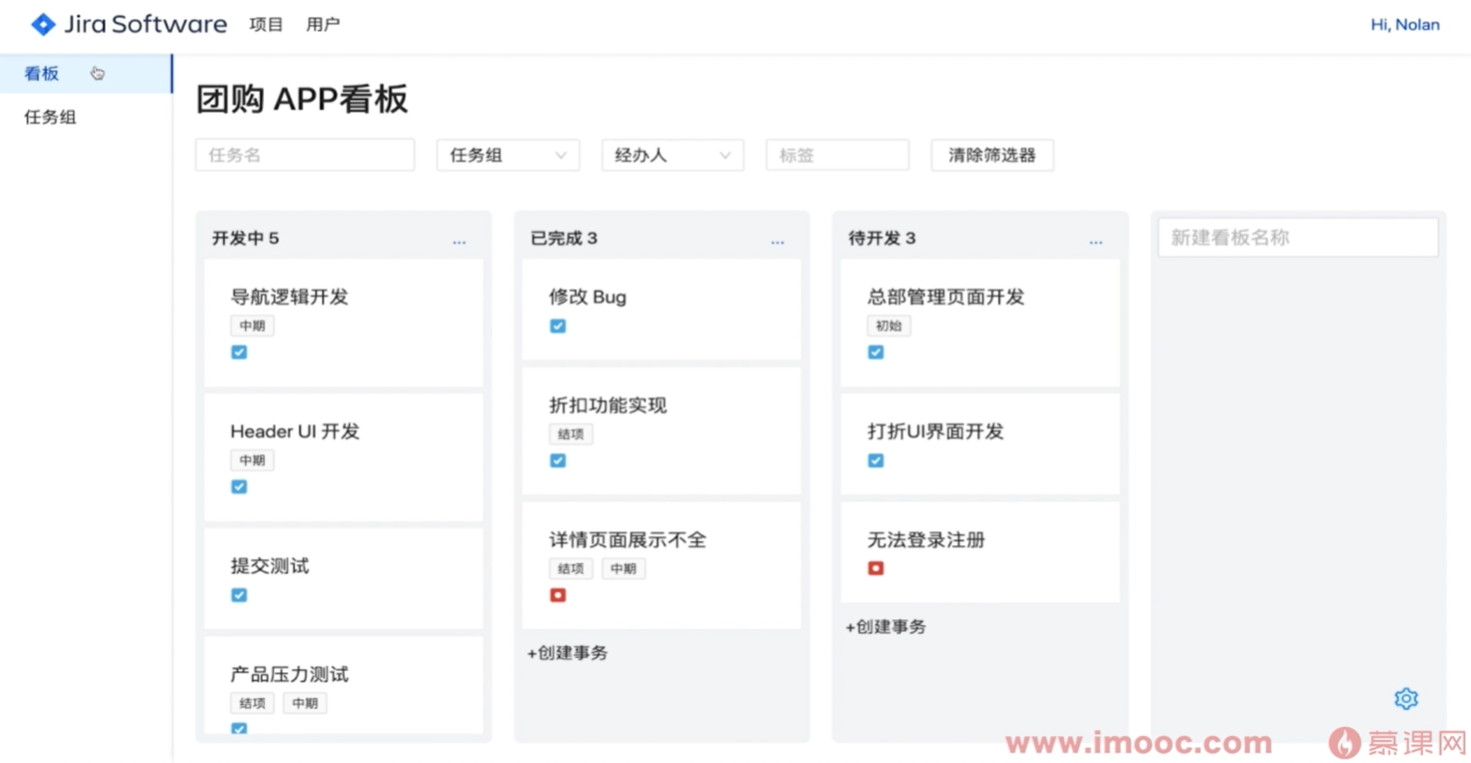 Jira Software 项目 用户 Hi, Nolan
看板
任务组
团购 APP看板
任务名 任务组 经办人 标签 清除筛选器
开发中 5 ...
导航逻辑开发
中期
Header UI 开发
中期
提交测试
产品压力测试
结项 中期
已完成 3 ...
修改 Bug
折扣功能实现
结项
详情页面展示不全
结项 中期
+创建事务
待开发 3 ...
总部管理页面开发
初始
打折UI界面开发
无法登录注册
+创建事务
新建看板名称
www.imooc.com 慕课网